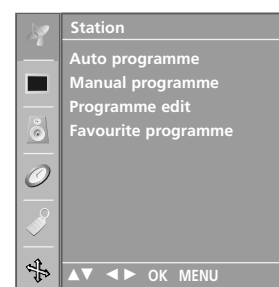 Station
Auto programme
Manual programme
Programme edit
Favourite programme
▲▼ ◄► OK MENU